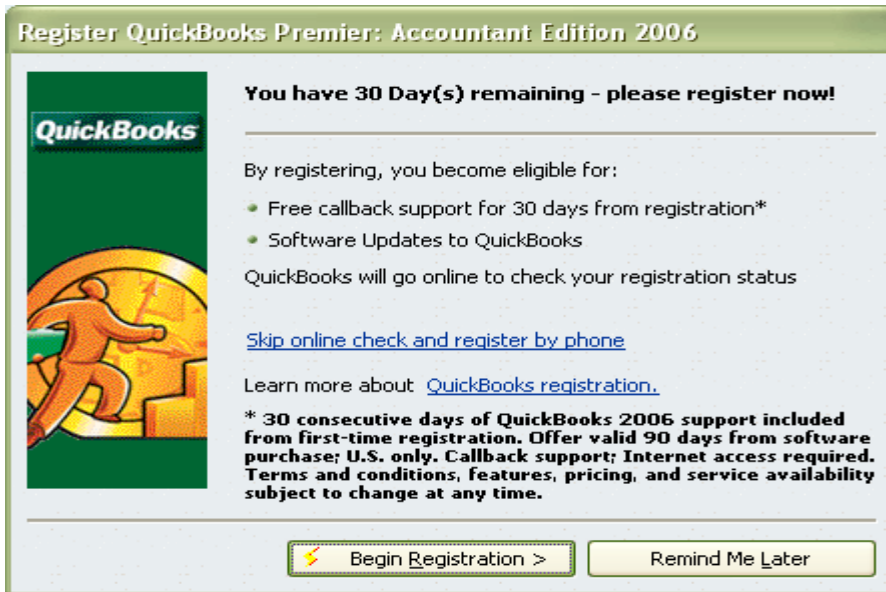 Register QuickBooks Premier: Accountant Edition 2006
QuickBooks
You have 30 Day(s) remaining - please register now!
By registering, you become eligible for:
Free callback support for 30 days from registration*
Software Updates to QuickBooks
QuickBooks will go online to check your registration status
Skip online check and register by phone
Learn more about QuickBooks registration.
* 30 consecutive days of QuickBooks 2006 support included
from first-time registration. Offer valid 90 days from software
purchase; U.S. only. Callback support; Internet access required.
Terms and conditions, features, pricing, and service availability
subject to change at any time.
Begin Registration >
Remind Me Later